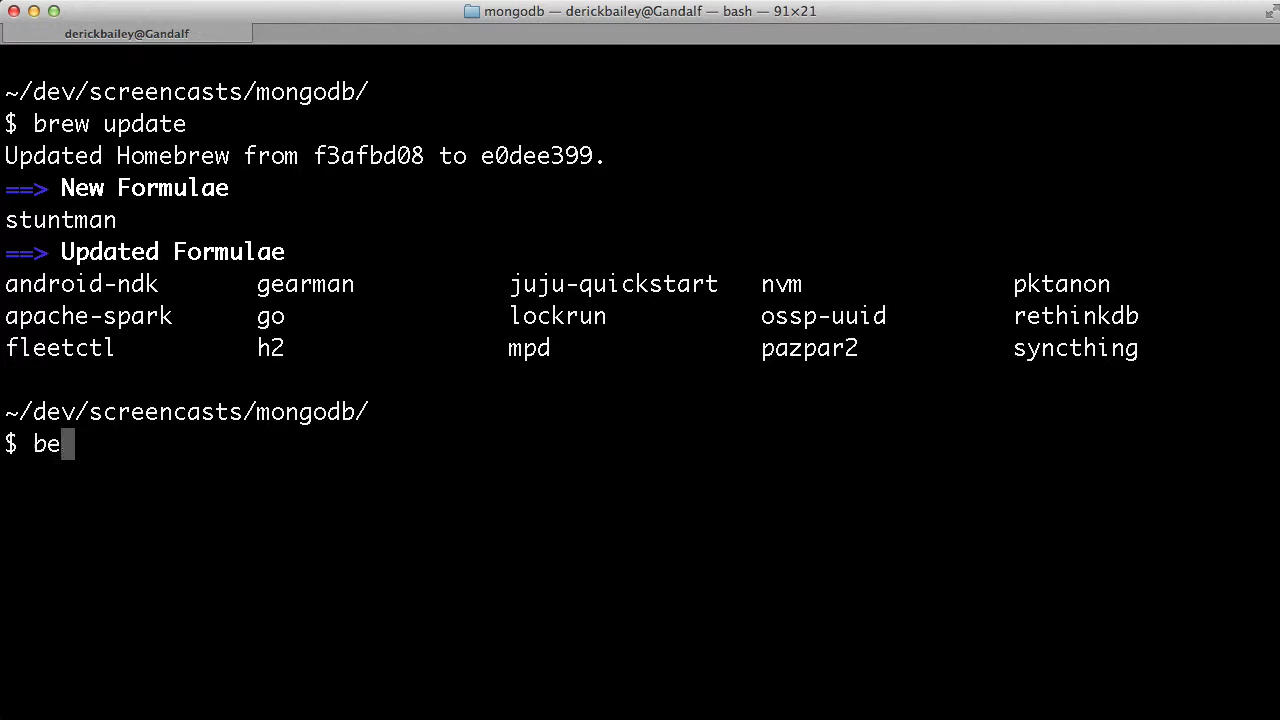 mongodb — derickbailey@Gandalf — bash — 91×21
derickbailey@Gandalf
~/dev/screencasts/mongodb/
$ brew update
Updated Homebrew from f3afbd08 to e0dee399.
==> New Formulae
stuntman
==> Updated Formulae
android-ndk gearman juju-quickstart nvm pktanon
apache-spark go lockrun ossp-uuid rethinkdb
fleetctl h2 mpd pazpar2 syncthing
~/dev/screencasts/mongodb/
$ be